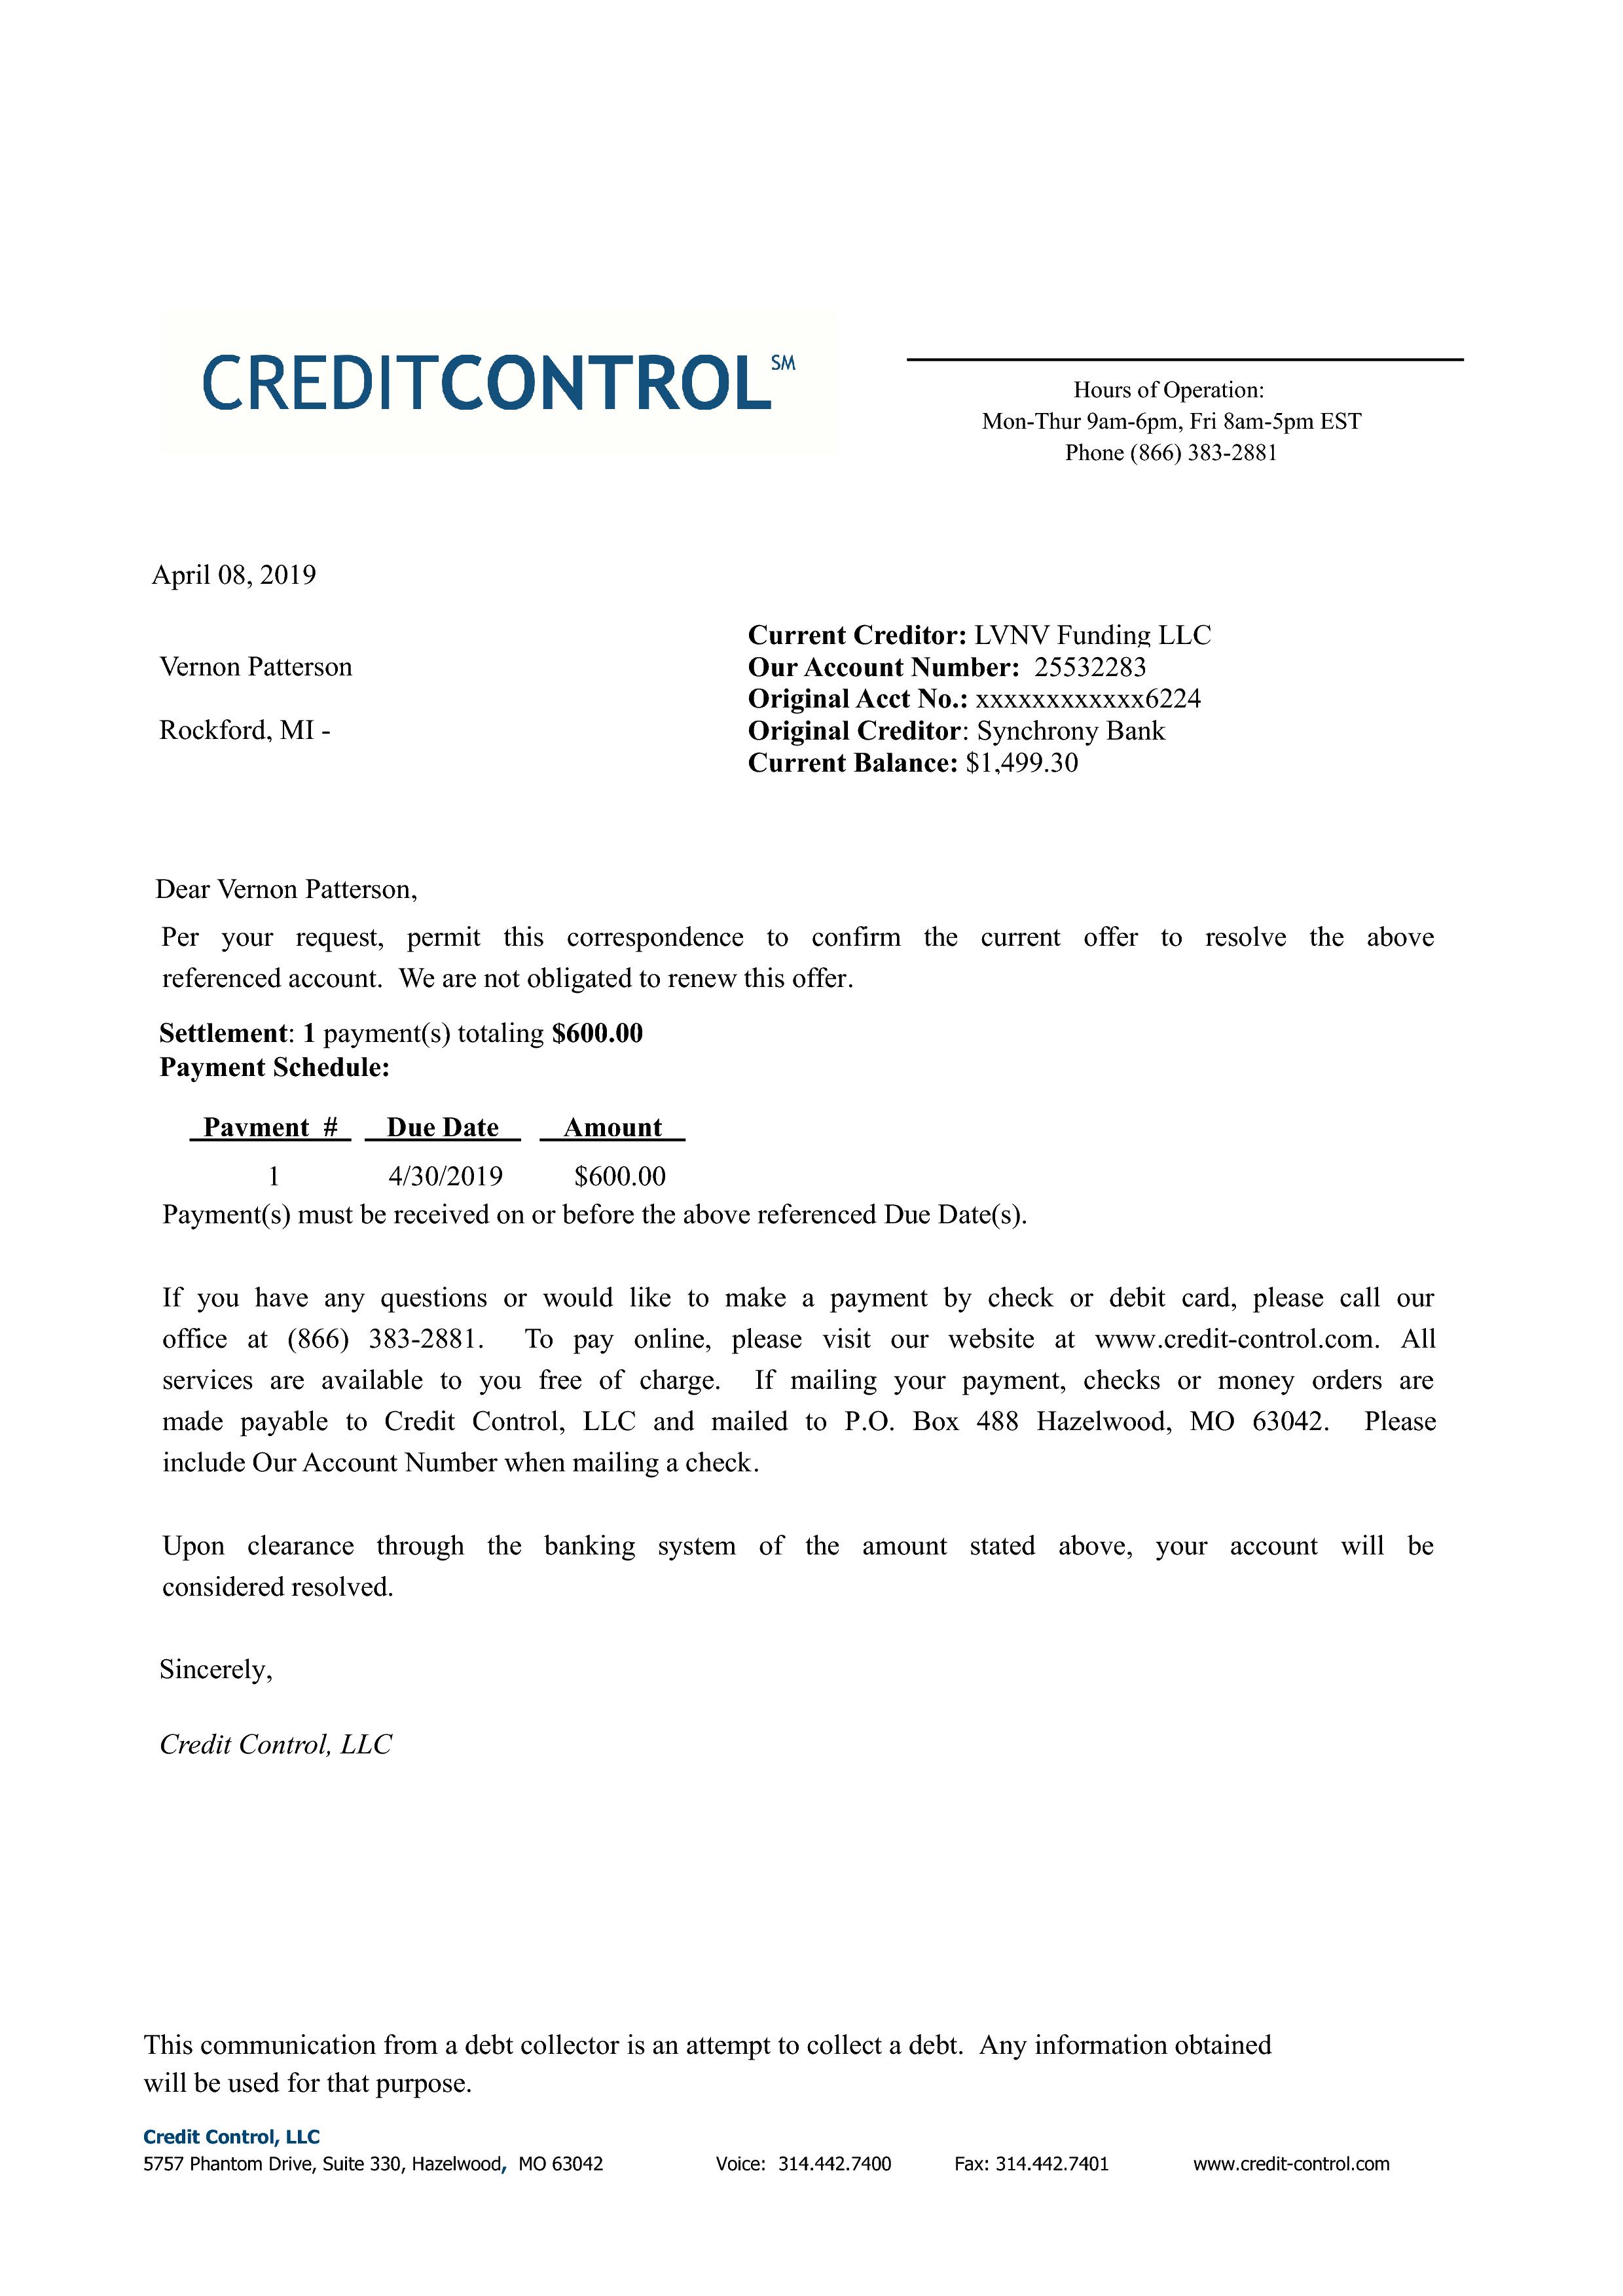 CREDITCONTROL SM
Hours of Operation:
Mon-Thur 9am-6pm, Fri 8am-5pm EST
Phone (866) 383-2881
April 08, 2019
Current Creditor: LVNV Funding LLC
Vernon Patterson
Our Account Number: 25532283
Original Acct No.: xxxxxxxxxxxx6224
Rockford, MI -
Original Creditor: Synchrony Bank
Current Balance: $1,499.30
Dear Vernon Patterson,
Per your request, permit this correspondence to confirm the current offer to resolve the above
referenced account. We are not obligated to renew this offer.
Settlement: 1 payment(s) totaling $600.00
Payment Schedule:
Payment # Due Date Amount
1 4/30/2019 $600.00
Payment(s) must be received on or before the above referenced Due Date(s).
If you have any questions or would like to make a payment by check or debit card, please call our
office at (866) 383-2881. To pay online, please visit our website at www.credit-control.com. All
services are available to you free of charge. If mailing your payment, checks or money orders are
made payable to Credit Control, LLC and mailed to P.O. Box 488 Hazelwood, MO 63042. Please
include Our Account Number when mailing a check.
Upon clearance through the banking system of the amount stated above, your account will be
considered resolved.
Sincerely,
Credit Control, LLC
This communication from a debt collector is an attempt to collect a debt. Any information obtained
will be used for that purpose.
Credit Control, LLC
5757 Phantom Drive, Suite 330, Hazelwood, MO 63042 Voice: 314.442.7400 Fax: 314.442.7401 www.credit-control.com